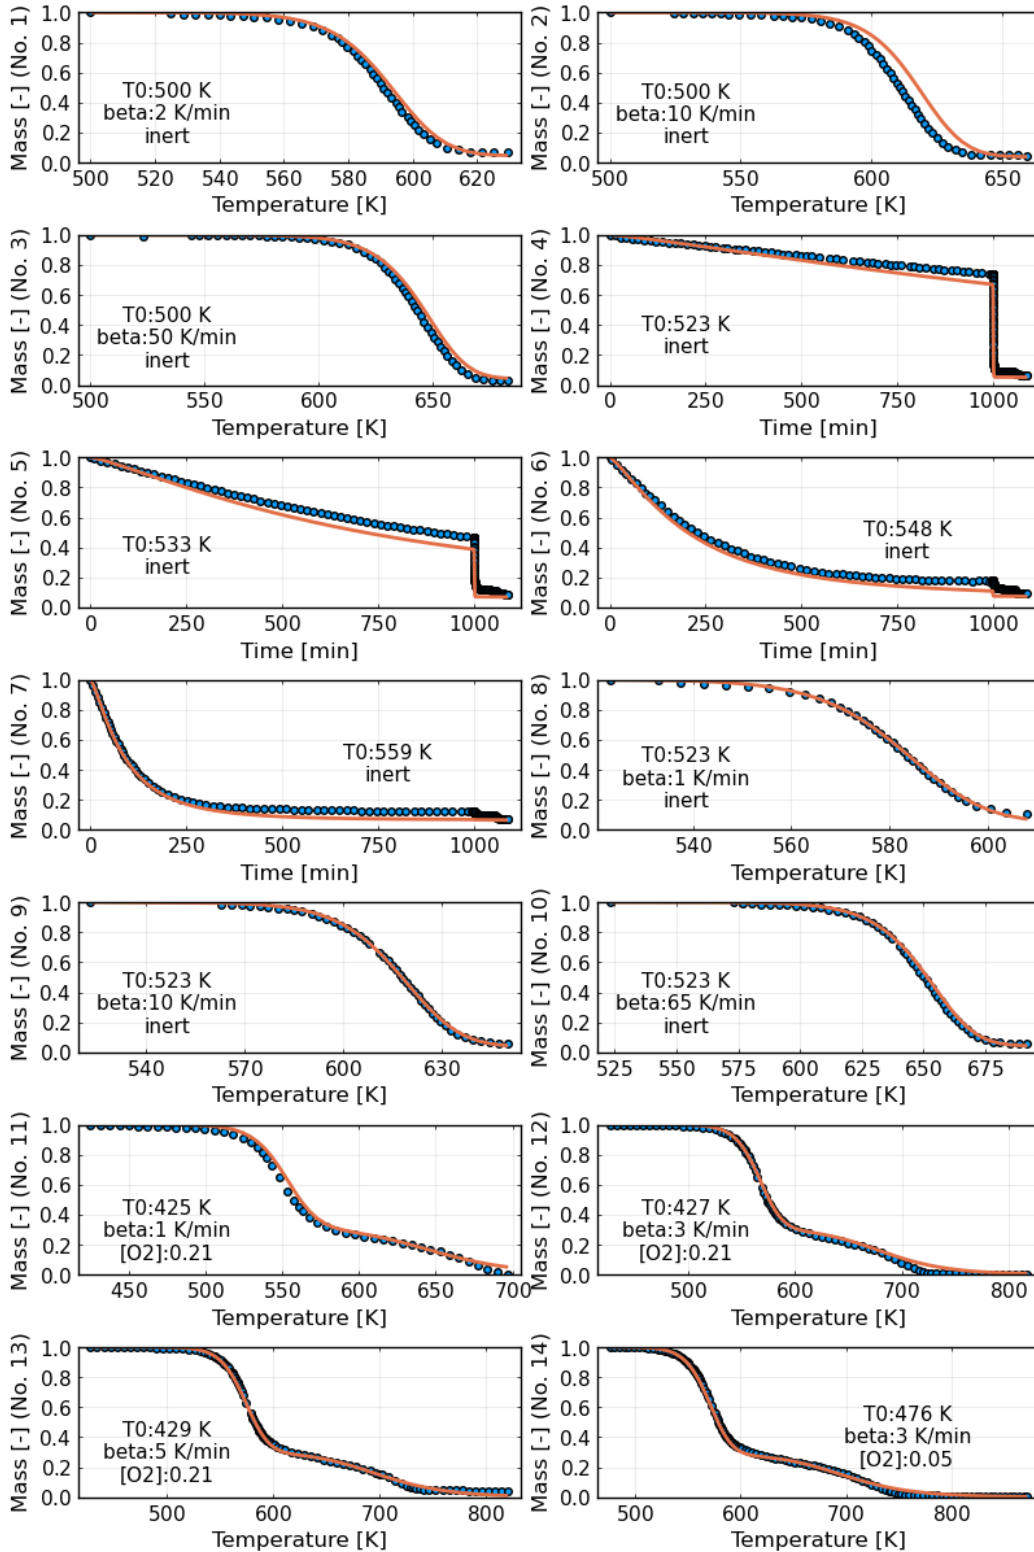 Mass [-] (No. 1)
1.0
0.8
0.6
0.4
0.2
0.0
T0:500 K
beta:2 K/min
inert
500 520 540 560 580 600 620
Temperature [K]
Mass [-] (No. 2)
1.0
0.8
0.6
0.4
0.2
0.0
T0:500 K
beta:10 K/min
inert
500 550 600 650
Temperature [K]
Mass [-] (No. 3)
1.0
0.8
0.6
0.4
0.2
0.0
T0:500 K
beta:50 K/min
inert
500 550 600 650
Temperature [K]
Mass [-] (No. 4)
1.0
0.8
0.6
0.4
0.2
0.0
T0:523 K
inert
0 250 500 750 1000
Time [min]
Mass [-] (No. 5)
1.0
0.8
0.6
0.4
0.2
0.0
T0:533 K
inert
0 250 500 750 1000
Time [min]
Mass [-] (No. 6)
1.0
0.8
0.6
0.4
0.2
0.0
T0:548 K
inert
0 250 500 750 1000
Time [min]
Mass [-] (No. 7)
1.0
0.8
0.6
0.4
0.2
0.0
T0:559 K
inert
0 250 500 750 1000
Time [min]
Mass [-] (No. 8)
1.0
0.8
0.6
0.4
0.2
0.0
T0:523 K
beta:1 K/min
inert
540 560 580 600
Temperature [K]
Mass [-] (No. 9)
1.0
0.8
0.6
0.4
0.2
0.0
T0:523 K
beta:10 K/min
inert
540 570 600 630
Temperature [K]
Mass [-] (No. 10)
1.0
0.8
0.6
0.4
0.2
0.0
T0:523 K
beta:65 K/min
inert
525 550 575 600 625 650 675
Temperature [K]
Mass [-] (No. 11)
1.0
0.8
0.6
0.4
0.2
0.0
T0:425 K
beta:1 K/min
[O2]:0.21
450 500 550 600 650 700
Temperature [K]
Mass [-] (No. 12)
1.0
0.8
0.6
0.4
0.2
0.0
T0:427 K
beta:3 K/min
[O2]:0.21
500 600 700 800
Temperature [K]
Mass [-] (No. 13)
1.0
0.8
0.6
0.4
0.2
0.0
T0:429 K
beta:5 K/min
[O2]:0.21
500 600 700 800
Temperature [K]
Mass [-] (No. 14)
1.0
0.8
0.6
0.4
0.2
0.0
T0:476 K
beta:3 K/min
[O2]:0.05
500 600 700 800
Temperature [K]